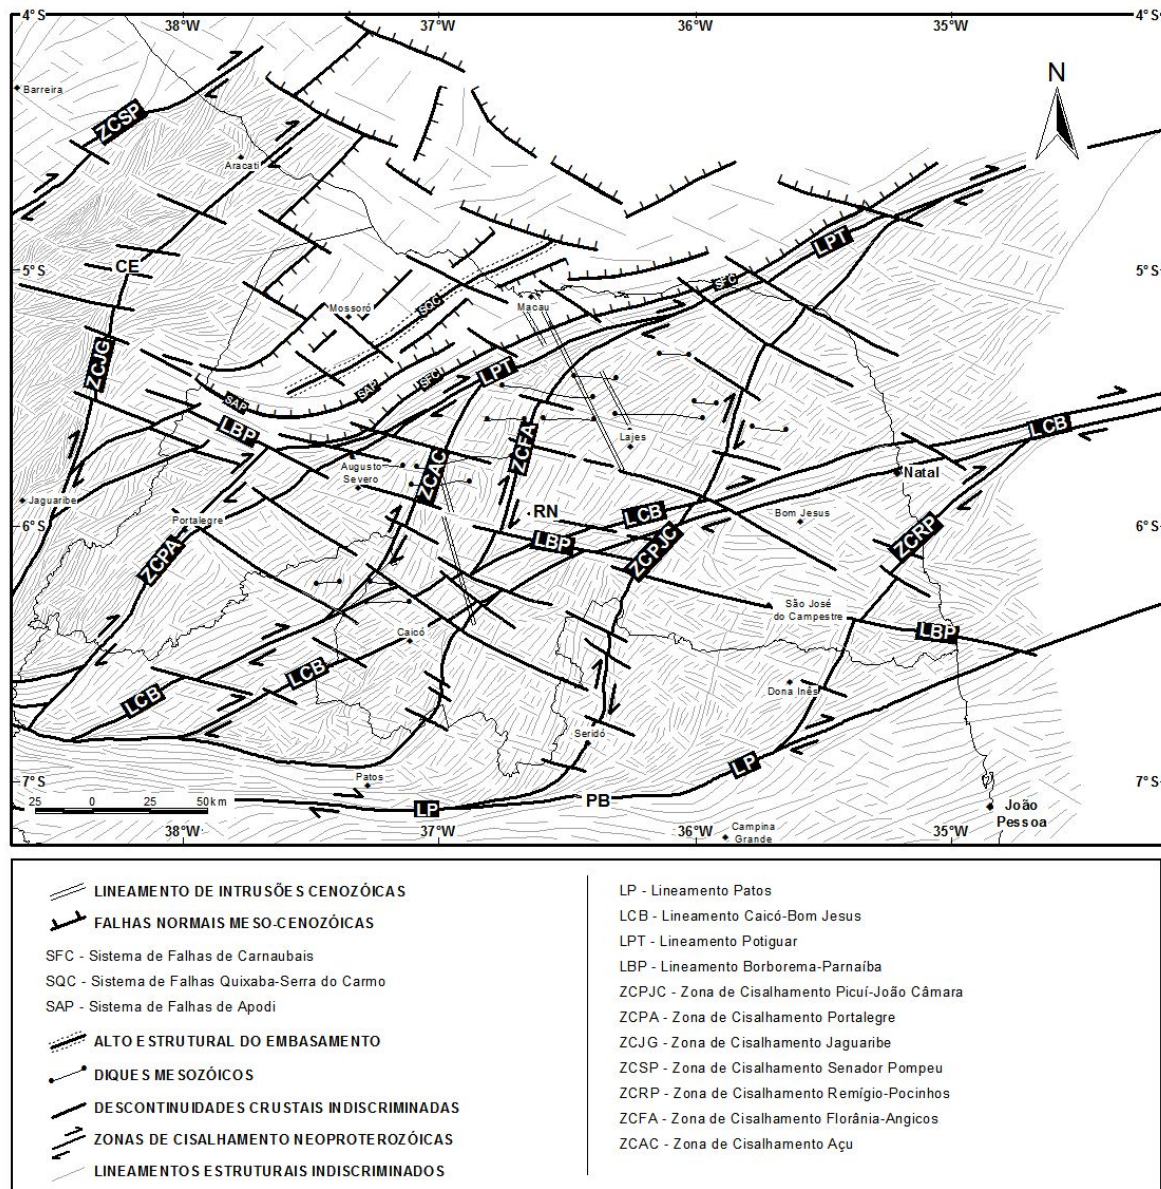 4°S
38°W
37°W
36°W
35°W
4°S
N
Barreira
ZCSP
Aracati
LPT
5°S
CE
5°S
SFC
SQC
Macau
Mossoró
ZCJG
LPT
SFC
SAP
SAP
LBP
LCB
ZCFA
Lajes
ZCAC
Augusto
Severo
Natal
Jaguaribe
RN
LCB
Bom Jesus
Portalegre
6°S
6°S
LBP
ZCRP
ZCPA
ZCPJC
São José
do Campestre
Caicó
LBP
LCB
LCB
Dona Inês
Seridó
LP
Patos
7°S
7°S
25 0 25 50km
LP
PB
João
Pessoa
Campina
Grande
38°W
37°W
36°W
35°W
LINEAMENTO DE INTRUSÕES CENOZÓICAS
FALHAS NORMAIS MESO-CENOZÓICAS
SFC - Sistema de Falhas de Carnaubais
SQC - Sistema de Falhas Quixaba-Serra do Carmo
SAP - Sistema de Falhas de Apodi
ALTO ESTRUTURAL DO EMBASAMENTO
DIQUES MESOZÓICOS
DESCONTINUIDADES CRUSTAIS INDISCRIMINADAS
ZONAS DE CISALHAMENTO NEOPROTEROZÓICAS
LINEAMENTOS ESTRUTURAIS INDISCRIMINADOS
LP - Lineamento Patos
LCB - Lineamento Caicó-Bom Jesus
LPT - Lineamento Potiguar
LBP - Lineamento Borborema-Parnaíba
ZCPJC - Zona de Cisalhamento Picuí-João Câmara
ZCPA - Zona de Cisalhamento Portalegre
ZCJG - Zona de Cisalhamento Jaguaribe
ZCSP - Zona de Cisalhamento Senador Pompeu
ZCRP - Zona de Cisalhamento Remígio-Pocinhos
ZCFA - Zona de Cisalhamento Florânia-Angicos
ZCAC - Zona de Cisalhamento Açu